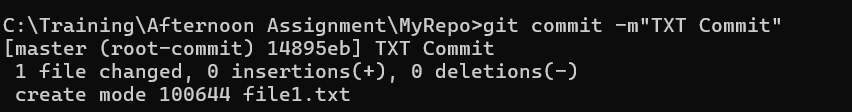 C:\Training\Afternoon Assignment\MyRepo>git commit -m"TXT Commit"
[master (root-commit) 14895eb] TXT Commit
 1 file changed, 0 insertions(+), 0 deletions(-)
 create mode 100644 file1.txt